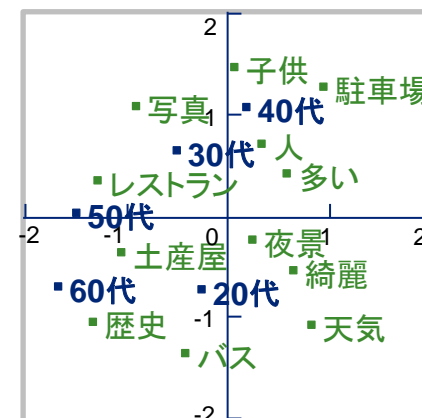 2
子供
駐車場
写真
40代
1
30代
人
多い
レストラン
50代
-2
-1
0
1
2
夜景
土産屋
綺麗
60代
20代
歴史
-1
天気
バス
-2